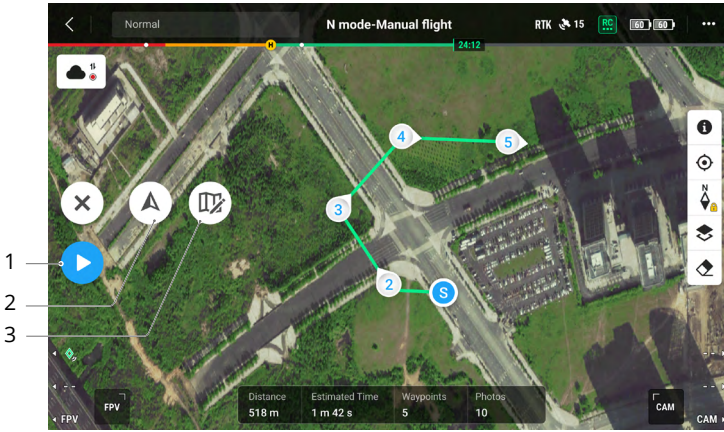 Normal
N mode-Manual flight
RTK 15 RC 60 60
H
24:12
4
5
N
3
1
2
S
2
3
Distance Estimated Time Waypoints Photos
518 m 1 m 42 s 5 10
FPV
CAM
FPV
CAM